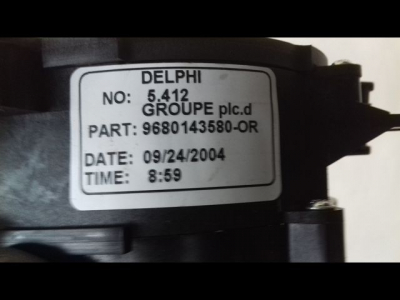 DELPHI
NO: 5.412
GROUPE plc.d
PART: 9680143580-OR
DATE: 09/24/2004
TIME: 8:59